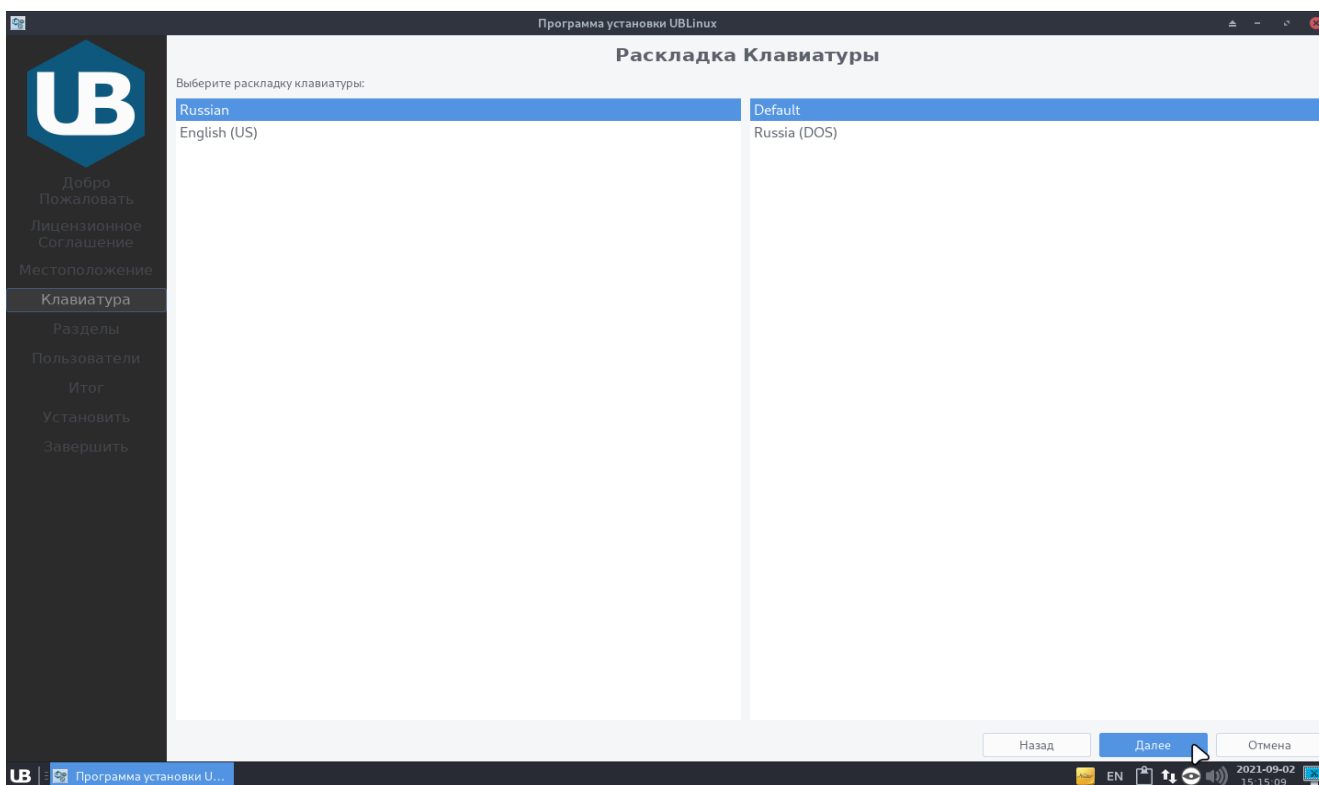 Программа установки UBLinux
UB
Добро
Пожаловать
Лицензионное
Соглашение
Местоположение
Клавиатура
Разделы
Пользователи
Итог
Установить
Завершить
Раскладка Клавиатуры
Выберите раскладку клавиатуры:
Russian
English (US)
Default
Russia (DOS)
Назад
Далее
Отмена
UB
Программа установки U...
EN
2021-09-02
15:15:09